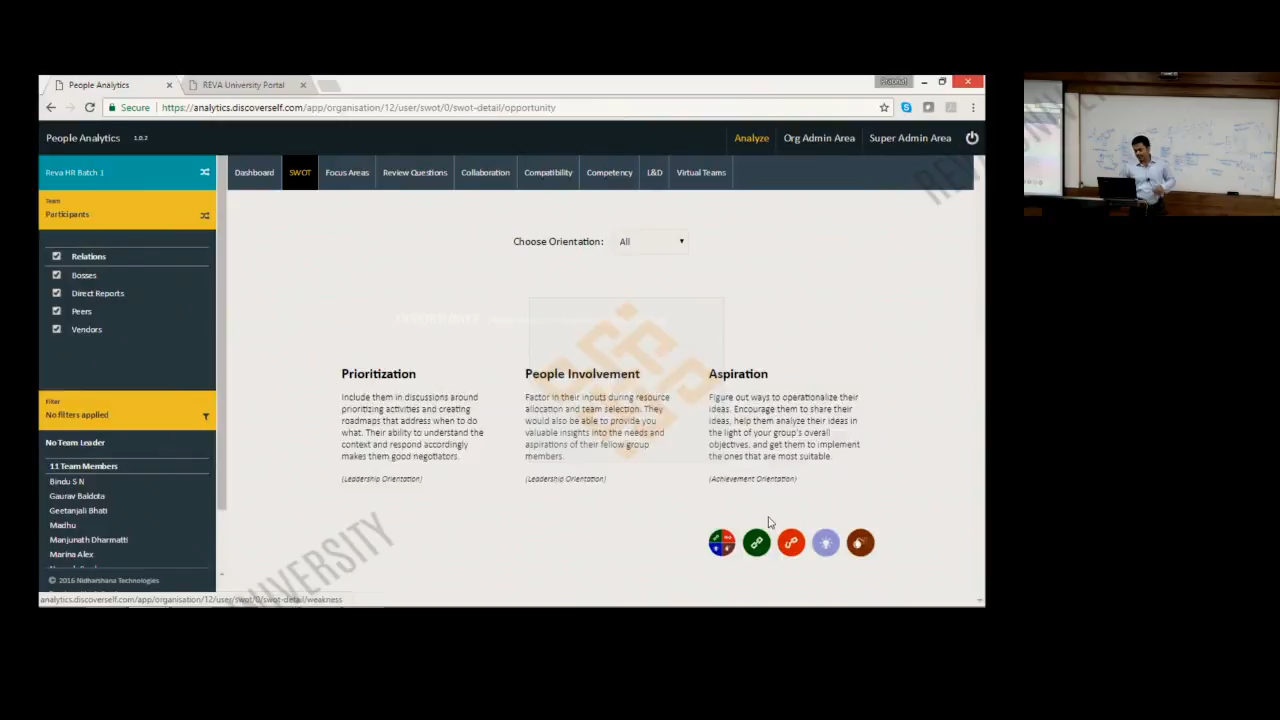 People Analytics
REVA University Portal
Prabhat
Secure
https://analytics.discoverself.com/app/organisation/12/user/swot/0/swot-detail/opportunity
People Analytics 1.0.2
Analyze Org Admin Area Super Admin Area
Reva HR Batch 1
Dashboard SWOT Focus Areas Review Questions Collaboration Compatibility Competency L&D Virtual Teams
Team
Participants
Relations
Bosses
Direct Reports
Peers
Vendors
Filter
No filters applied
No Team Leader
11 Team Members
Bindu S N
Gaurav Baldota
Geetanjali Bhati
Madhu
Manjunath Dharmatti
Marina Alex
© 2016 Nidharshana Technologies
Choose Orientation: All
Prioritization
Include them in discussions around
prioritizing activities and creating
roadmaps that address when to do
what. Their ability to understand the
context and respond accordingly
makes them good negotiators.
(Leadership Orientation)
People Involvement
Factor in their inputs during resource
allocation and team selection. They
would also be able to provide you
valuable insights into the needs and
aspirations of their fellow group
members.
(Leadership Orientation)
Aspiration
Figure out ways to operationalize their
ideas. Encourage them to share their
ideas, help them analyze their ideas in
the light of your group's overall
objectives, and get them to implement
the ones that are most suitable.
(Achievement Orientation)
analytics.discoverself.com/app/organisation/12/user/swot/0/swot-detail/weakness